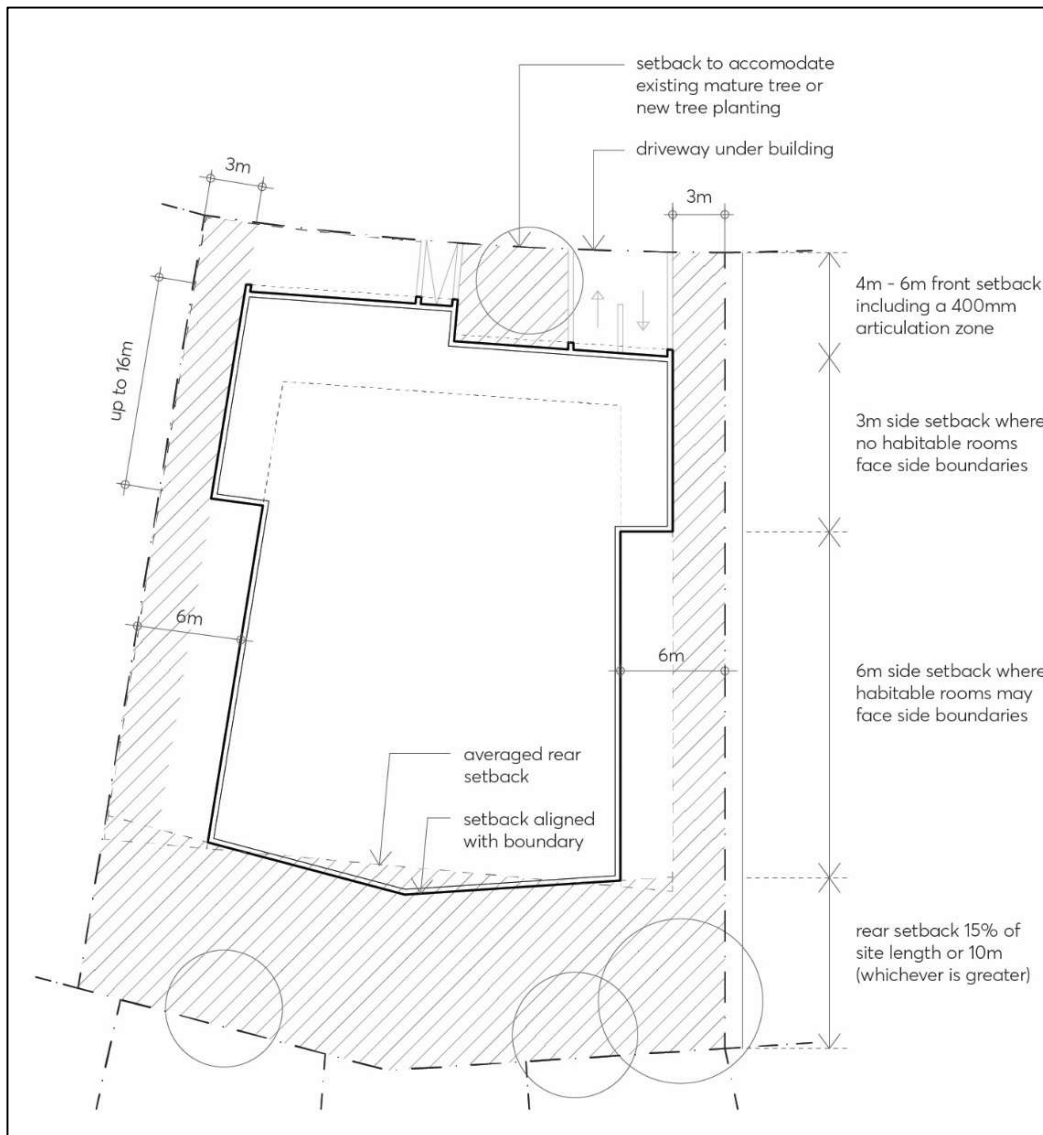 setback to accomodate
existing mature tree or
new tree planting
driveway under building
3m
3m
4m - 6m front setback
including a 400mm
articulation zone
up to 16m
3m side setback where
no habitable rooms
face side boundaries
6m
6m
6m side setback where
habitable rooms may
face side boundaries
averaged rear
setback
setback aligned
with boundary
rear setback 15% of
site length or 10m
(whichever is greater)